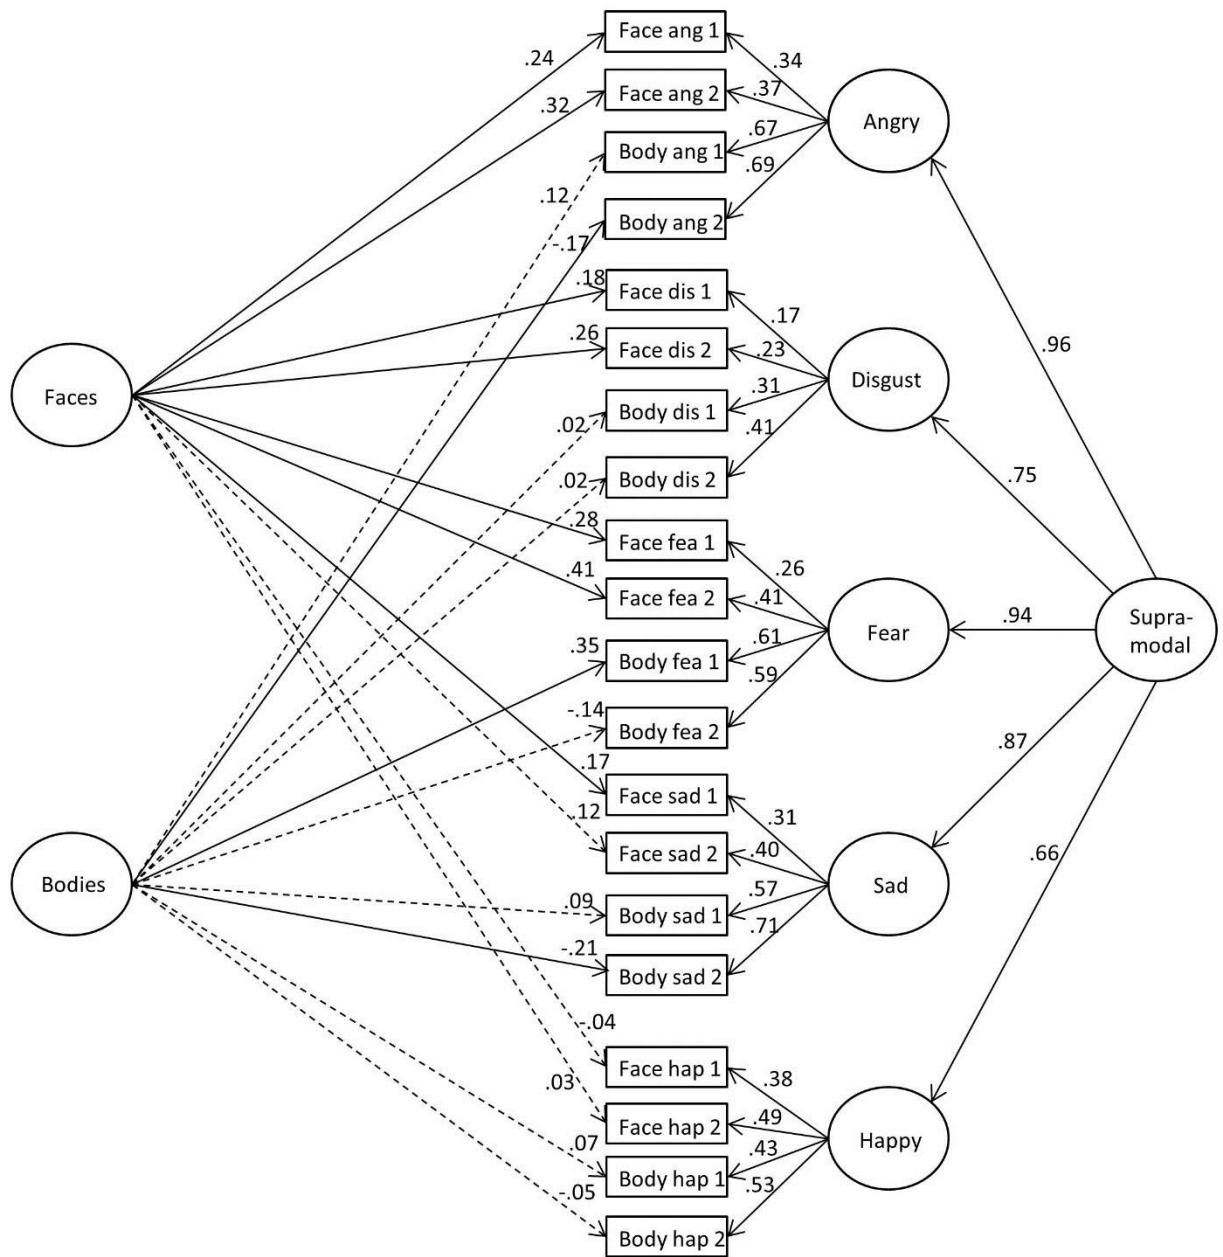 Face ang 1
.24
.34
Face ang 2
.32
.37
Angry
Body ang 1
.67
.12
.69
Body ang 2
-.17
Face dis 1
.18
.17
Face dis 2
.26
.23
.96
Faces
Disgust
Body dis 1
.31
.02
.41
Body dis 2
.02
.75
Face fea 1
.28
.26
Face fea 2
.41
.41
.94
Fear
Supra-
modal
Body fea 1
.35
.61
.59
Body fea 2
-.14
.87
Face sad 1
.17
.31
Face sad 2
.12
.40
.66
Bodies
Sad
Body sad 1
.09
.57
.71
Body sad 2
-.21
-.04
Face hap 1
.38
.03
Face hap 2
.49
Happy
.07
.43
Body hap 1
-.05
.53
Body hap 2